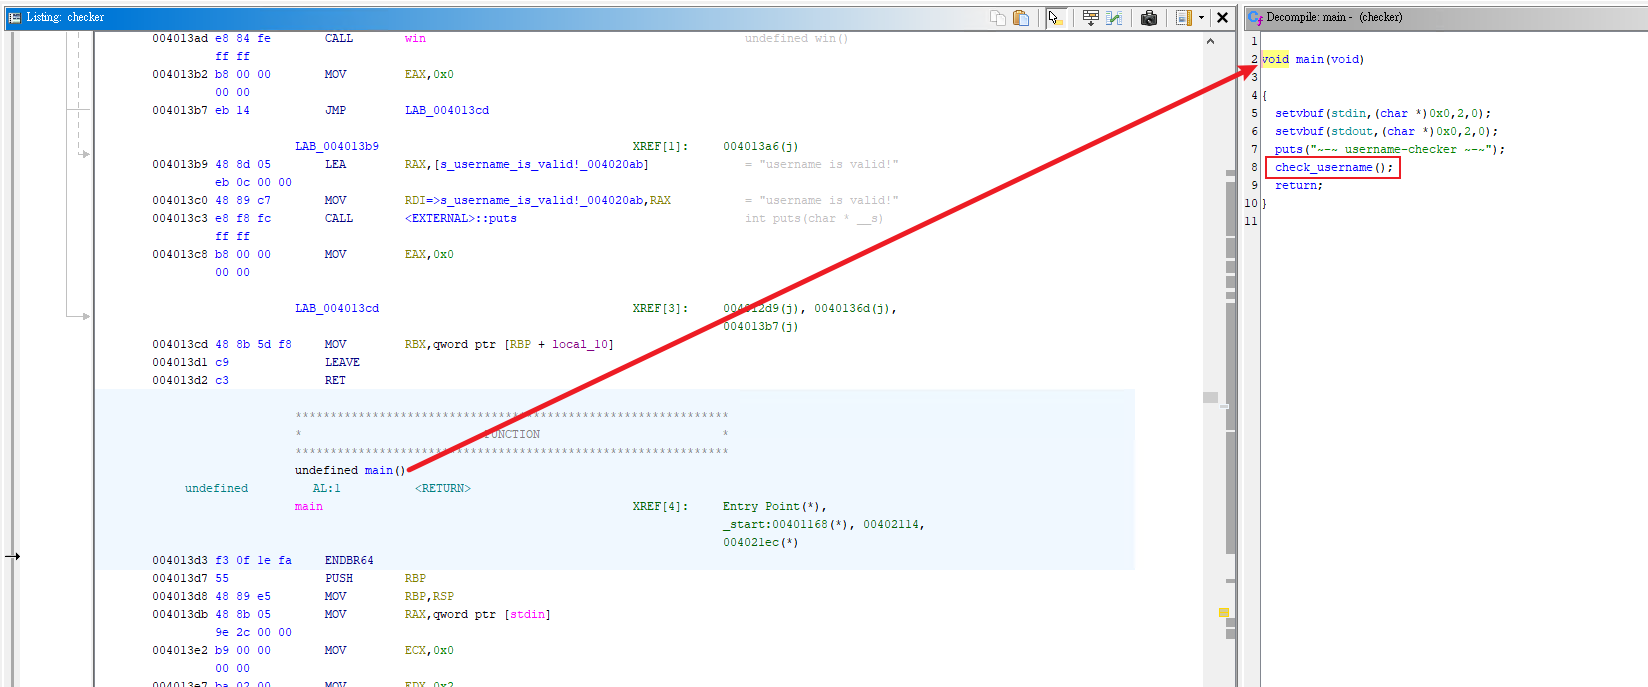 Listing: checker
004013ad e8 84 fe CALL win undefined win()
ff ff
004013b2 b8 00 00 MOV EAX,0x0
00 00
004013b7 eb 14 JMP LAB_004013cd
LAB_004013b9 XREF[1]: 004013a6(j)
004013b9 48 8d 05 LEA RAX,[s_username_is_valid!_004020ab] = "username is valid!"
eb 0c 00 00
004013c0 48 89 c7 MOV RDI=>s_username_is_valid!_004020ab,RAX = "username is valid!"
004013c3 e8 f8 fc CALL <EXTERNAL>::puts int puts(char * __s)
ff ff
004013c8 b8 00 00 MOV EAX,0x0
00 00
LAB_004013cd XREF[3]: 004012d9(j), 0040136d(j),
004013b7(j)
004013cd 48 8b 5d f8 MOV RBX,qword ptr [RBP + local_10]
004013d1 c9 LEAVE
004013d2 c3 RET
**************************************************************
* FUNCTION *
**************************************************************
undefined main()
undefined AL:1 <RETURN>
main XREF[4]: Entry Point(*),
_start:00401168(*), 00402114,
004021ec(*)
004013d3 f3 0f 1e fa ENDBR64
004013d7 55 PUSH RBP
004013d8 48 89 e5 MOV RBP,RSP
004013db 48 8b 05 MOV RAX,qword ptr [stdin]
9e 2c 00 00
004013e2 b9 00 00 MOV ECX,0x0
00 00
004013e7 ba 02 00 MOV EDX,0x2
Decompile: main - (checker)
1
2 void main(void)
3
4 {
5 setvbuf(stdin,(char *)0x0,2,0);
6 setvbuf(stdout,(char *)0x0,2,0);
7 puts("~-~ username-checker ~-~");
8 check_username();
9 return;
10 }
11